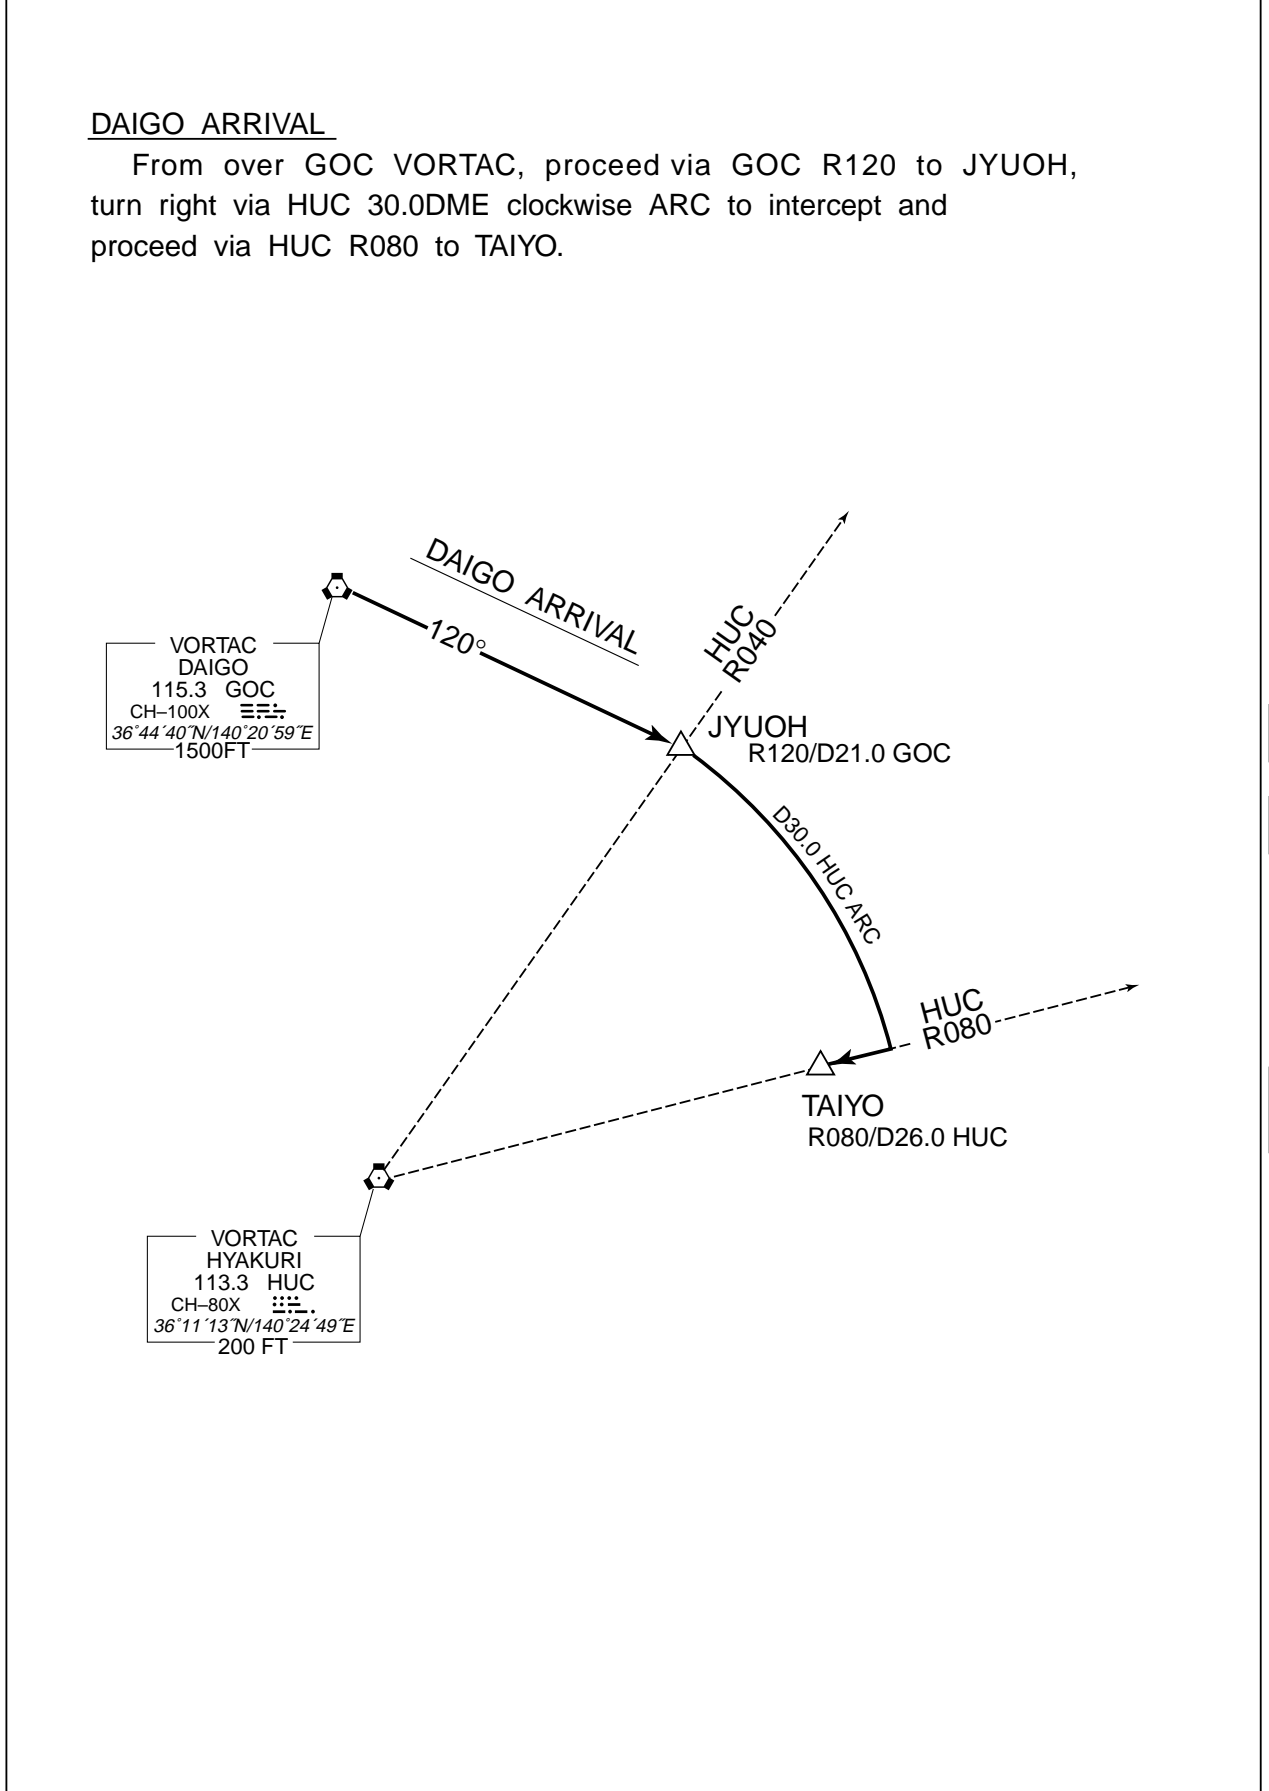 DAIGO ARRIVAL
From over GOC VORTAC, proceed via GOC R120 to JYUOH,
turn right via HUC 30.0DME clockwise ARC to intercept and
proceed via HUC R080 to TAIYO.
DAIGO ARRIVAL
120°
HUC
R040
VORTAC
DAIGO
115.3 GOC
CH–100X
36°44´40˝N/140°20´59˝E
1500FT
JYUOH
R120/D21.0 GOC
D30.0 HUC ARC
HUC
R080
TAIYO
R080/D26.0 HUC
VORTAC
HYAKURI
113.3 HUC
CH–80X
36°11´13˝N/140°24´49˝E
200 FT